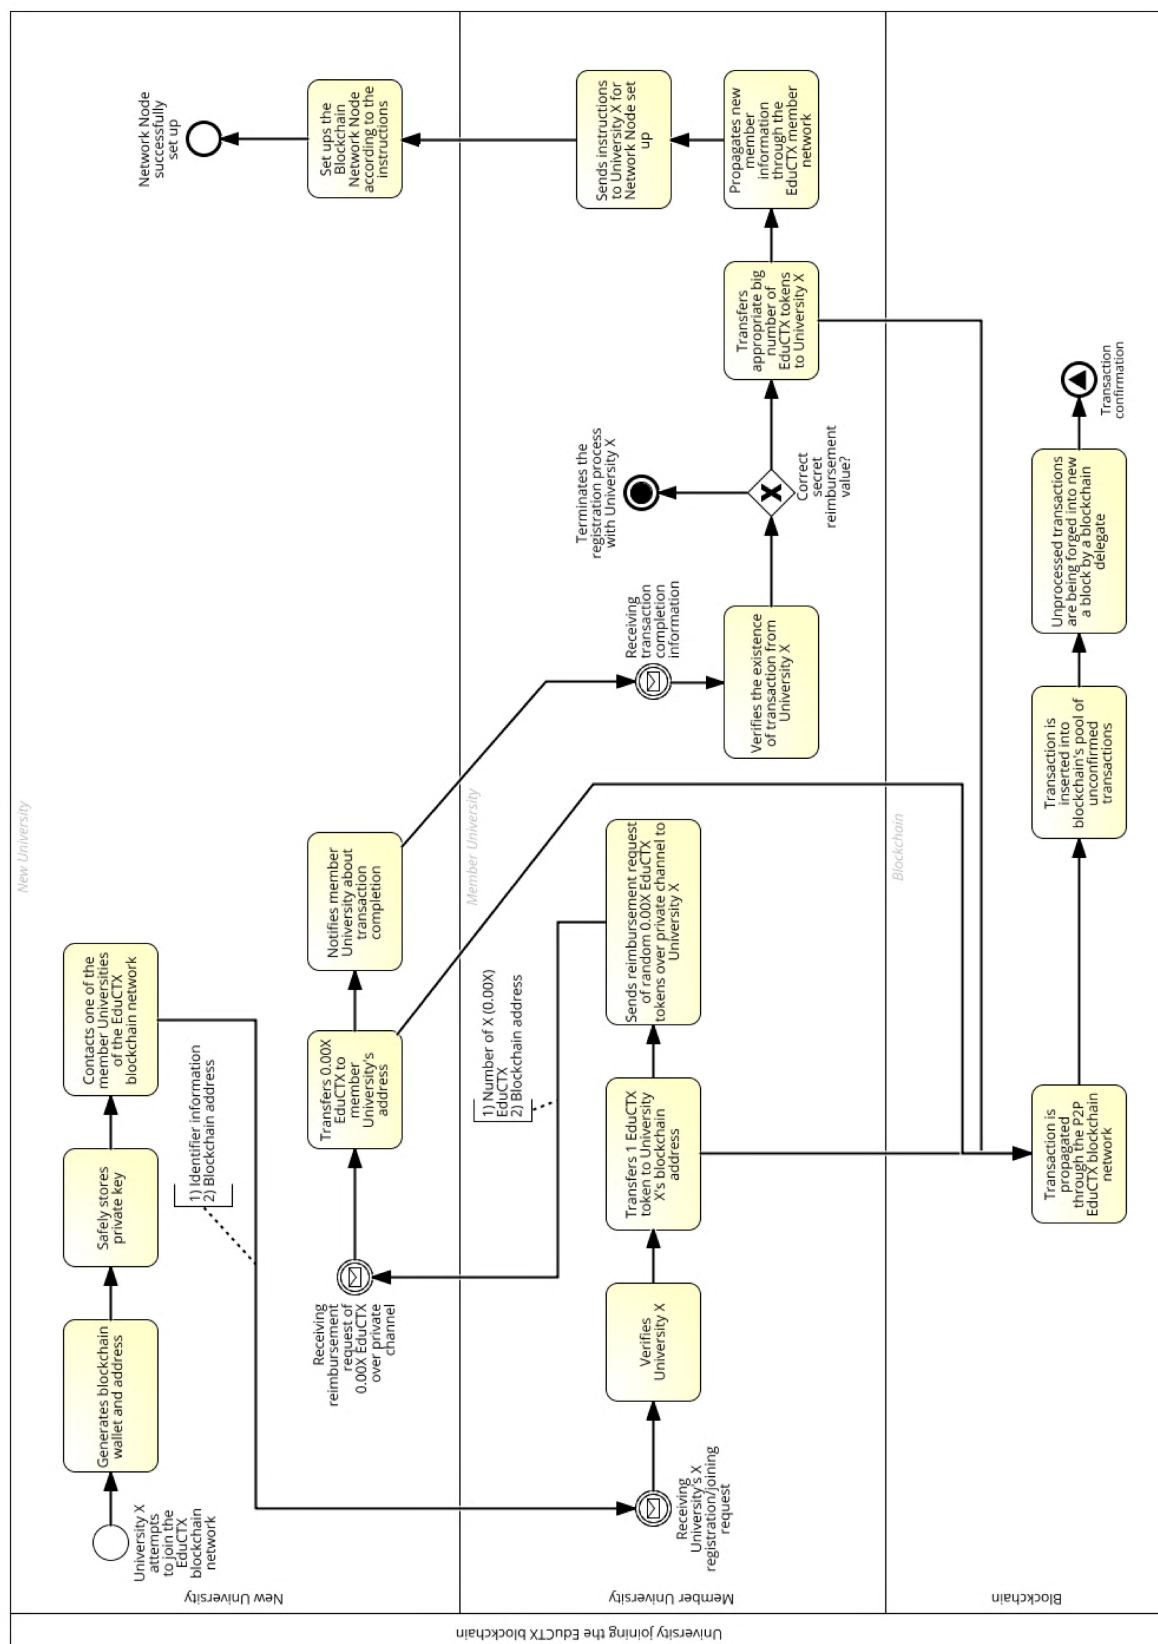 University joining the EduCTX blockchain
New University
New University
University X
attempts
to join the
EduCTX
blockchain
network
Generates blockchain
wallet and address
Safely stores
private key
Contacts one of the
member Universities
of the EduCTX
blockchain network
1) Identifier information
2) Blockchain address
Receiving
reimbursement
request of
0.00X EduCTX
over private
channel
Transfers 0.00X
EduCTX to
member
University's
address
Notifies member
University about
transaction
completion
Set ups the
Blockchain
Network Node
according to the
instructions
Network Node
successfully
set up
Member University
Member University
Receiving
University's X
registration/joining
request
Verifies
University X
Transfers 1 EduCTX
token to University
X's blockchain
address
1) Number of X (0.00X)
EduCTX
2) Blockchain address
Sends reimbursement request
of random 0.00X EduCTX
tokens over private channel to
University X
Receiving
transaction
completion
information
Verifies the existence
of transaction from
University X
Correct
secret
reimbursement
value?
Terminates the
registration process
with University X
Transfers
appropriate big
number of
EduCTX tokens
to University X
Propagates new
member
information
through the
EduCTX member
network
Sends instructions
to University X for
Network Node set
up
Blockchain
Blockchain
Transaction is
propagated
through the P2P
EduCTX blockchain
network
Transaction is
inserted into
blockchain's pool of
unconfirmed
transactions
Unprocessed transactions
are being forged into new
a block by a blockchain
delegate
Transaction
confirmation